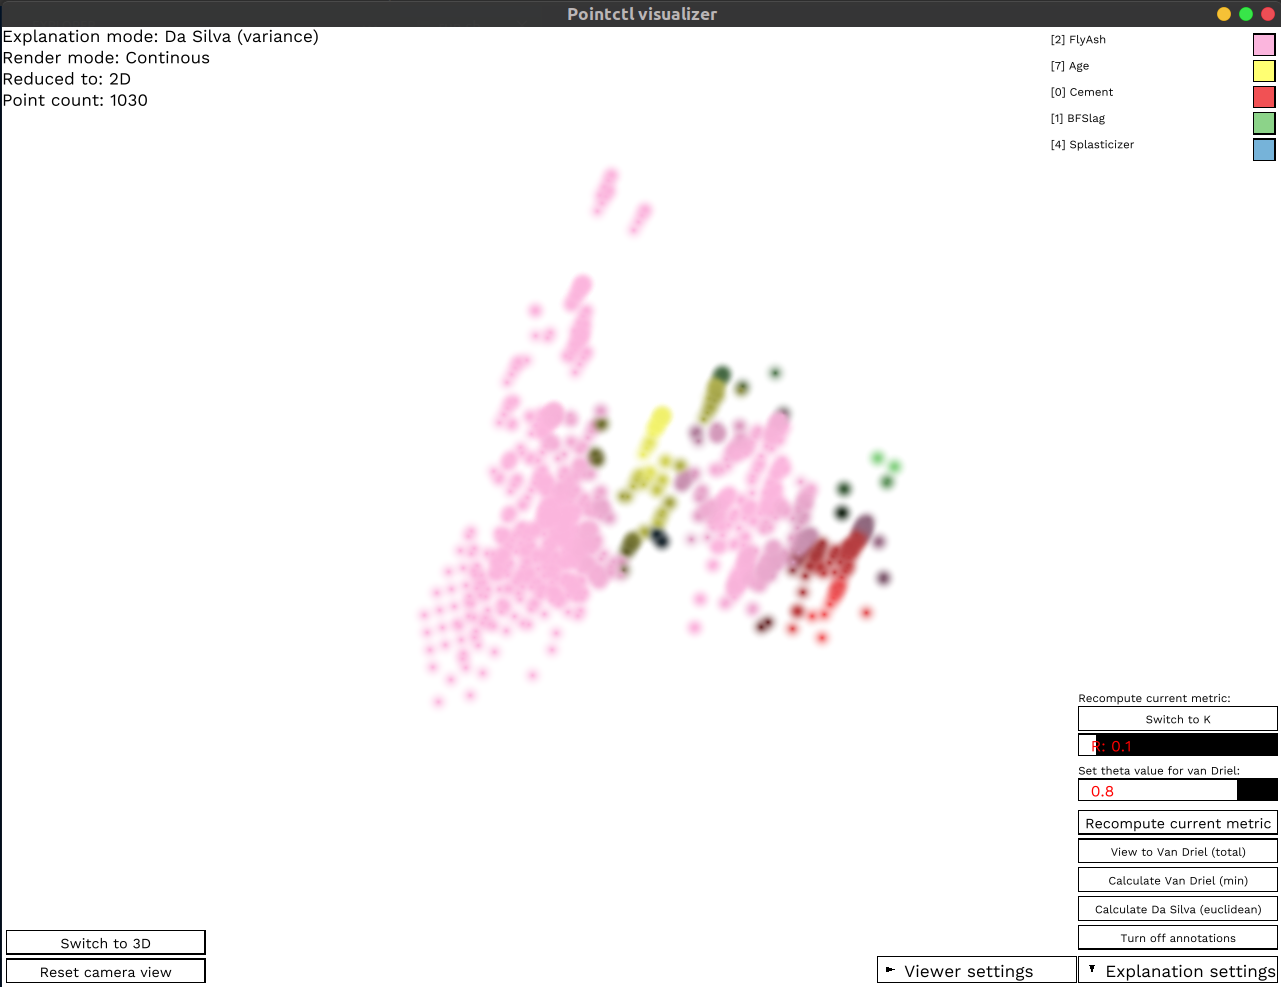 Pointctl visualizer
Explanation mode: Da Silva (variance)
Render mode: Continous
Reduced to: 2D
Point count: 1030
[2] FlyAsh
[7] Age
[0] Cement
[1] BFSlag
[4] Splasticizer
Recompute current metric:
Switch to K
R: 0.1
Set theta value for van Driel:
0.8
Recompute current metric
View to Van Driel (total)
Calculate Van Driel (min)
Calculate Da Silva (euclidean)
Turn off annotations
Switch to 3D
Reset camera view
Viewer settings
Explanation settings